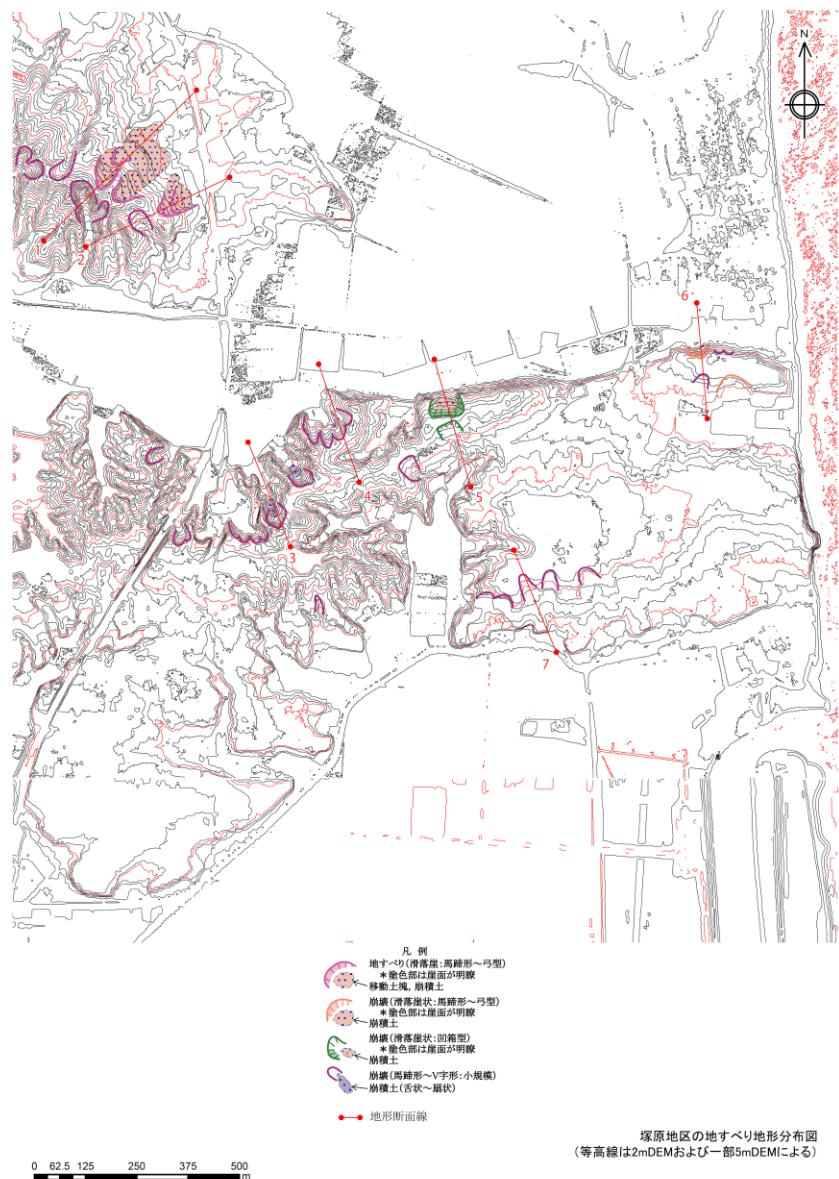 N
1
2
6
4
5
3
7
凡 例
地すべり(滑落崖:馬蹄形～弓型)
＊塗色部は崖面が明瞭
移動土塊, 崩積土
崩壊(滑落崖状:馬蹄形～弓型)
＊塗色部は崖面が明瞭
崩積土
崩壊(滑落崖状:凹箱型)
＊塗色部は崖面が明瞭
崩積土
崩壊(馬蹄形～V字形:小規模)
崩積土(舌状～扇状)
地形断面線
塚原地区の地すべり地形分布図
(等高線は2mDEMおよび一部5mDEMによる)
0 62.5 125 250 375 500
m